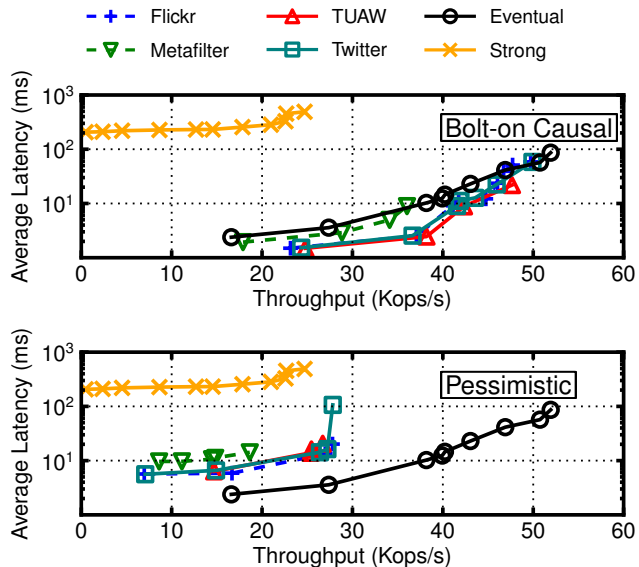 Flickr TUAW Eventual
Metafilter Twitter Strong
10³
10²
10¹
Average Latency (ms)
Bolt-on Causal
0 10 20 30 40 50 60
Throughput (Kops/s)
10³
10²
10¹
Average Latency (ms)
Pessimistic
0 10 20 30 40 50 60
Throughput (Kops/s)